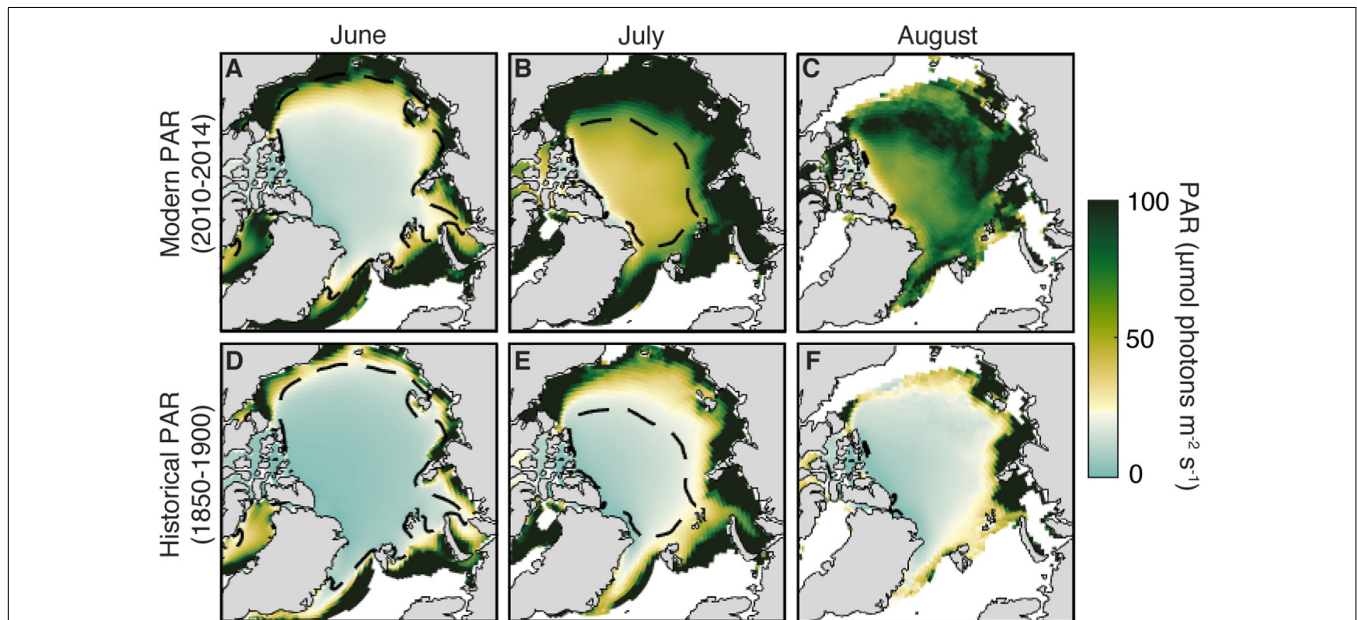 June
July
August
A
B
C
Modern PAR
(2010-2014)
D
E
F
Historical PAR
(1850-1900)
100
50
0
PAR (μmol photons m⁻² s⁻¹)